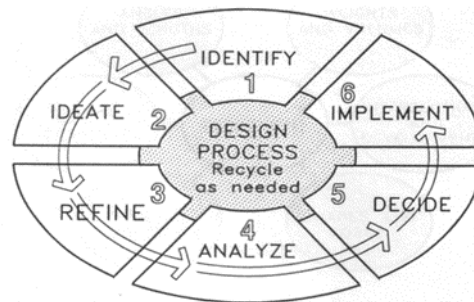 IDENTIFY
1
IDEATE
2
REFINE
3
4
ANALYZE
5
DECIDE
6
IMPLEMENT
DESIGN
PROCESS
Recycle
as needed